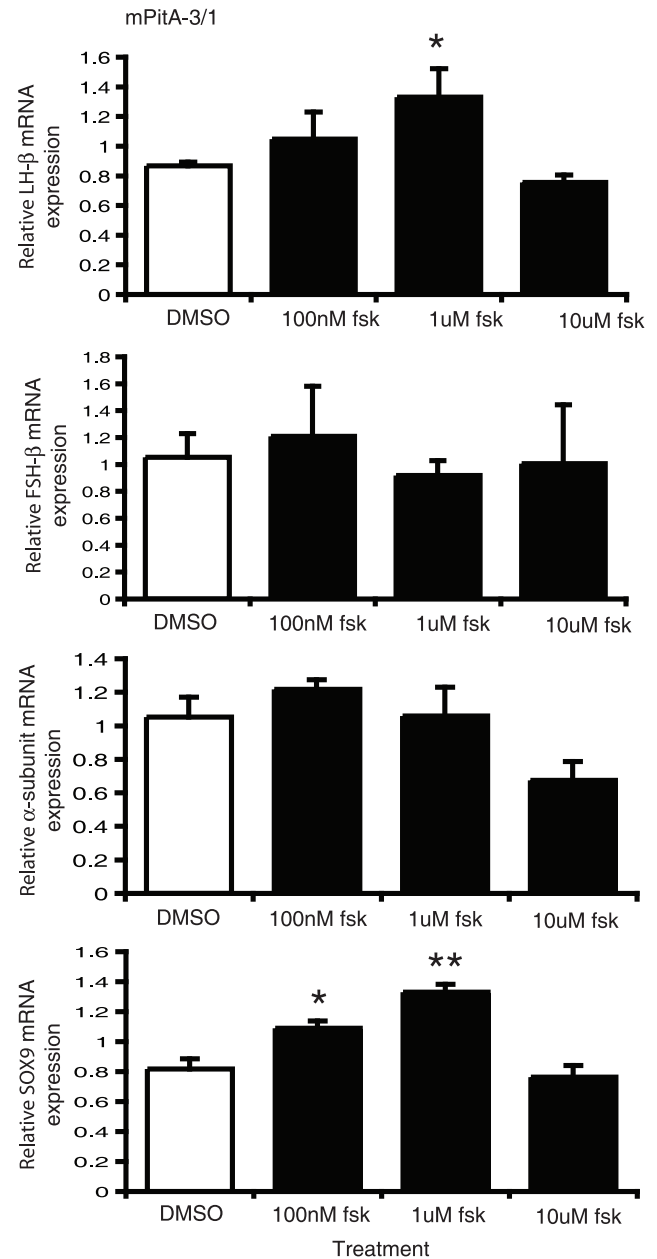 mPitA-3/1
Relative LH-β mRNA
expression
1.6
1.4
1.2
1
0.8
0.6
0.4
0.2
0
*
DMSO 100nM fsk 1uM fsk 10uM fsk
Relative FSH-β mRNA
expression
1.8
1.6
1.4
1.2
1
0.8
0.6
0.4
0.2
0
DMSO 100nM fsk 1uM fsk 10uM fsk
Relative α-subunit mRNA
expression
1.4
1.2
1
0.8
0.6
0.4
0.2
0
DMSO 100nM fsk 1uM fsk 10uM fsk
Relative SOX9 mRNA
expression
1.6
1.4
1.2
1
0.8
0.6
0.4
0.2
0
* **
DMSO 100nM fsk 1uM fsk 10uM fsk
Treatment